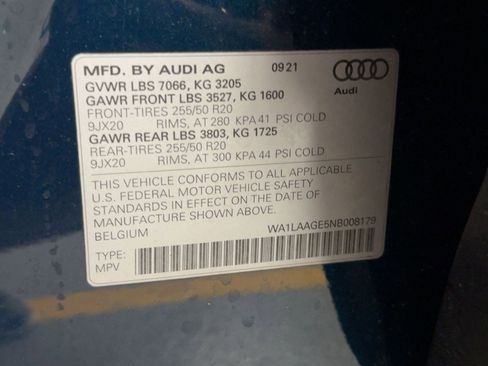 MFD. BY AUDI AG 09 21
GVWR LBS 7066, KG 3205
GAWR FRONT LBS 3527, KG 1600
FRONT-TIRES 255/50 R20
9JX20 RIMS, AT 280 KPA 41 PSI COLD
GAWR REAR LBS 3803, KG 1725
REAR-TIRES 255/50 R20
9JX20 RIMS, AT 300 KPA 44 PSI COLD
Audi
THIS VEHICLE CONFORMS TO ALL APPLICABLE
U.S. FEDERAL MOTOR VEHICLE SAFETY
STANDARDS IN EFFECT ON THE DATE OF
MANUFACTURE SHOWN ABOVE.
BELGIUM WA1LAAGE5NB008179
TYPE:
MPV